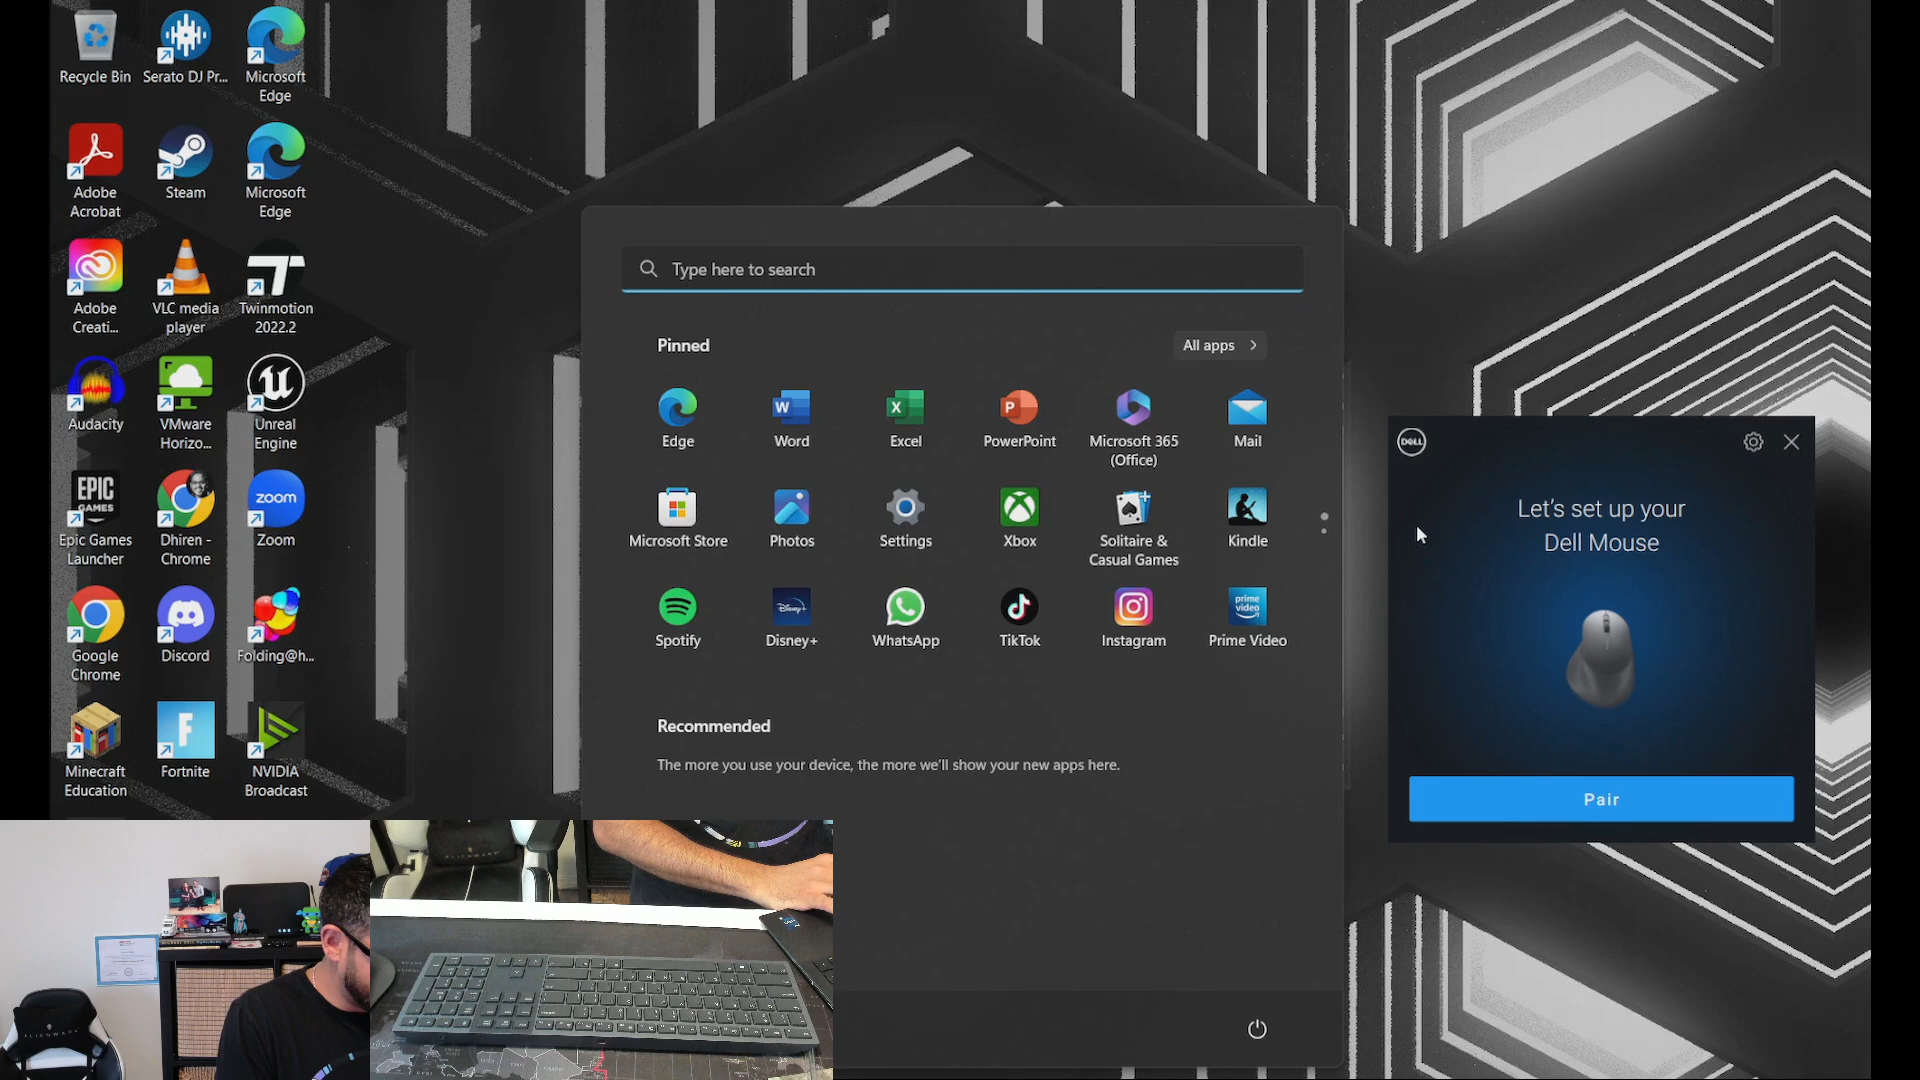 Recycle Bin
Serato DJ Pr...
Microsoft
Edge
Adobe
Acrobat
Steam
Microsoft
Edge
Adobe
Creati...
VLC media
player
Twinmotion
2022.2
Audacity
VMware
Horizo...
Unreal
Engine
EPIC
GAMES
Epic Games
Launcher
Dhiren -
Chrome
zoom
Zoom
Google
Chrome
Discord
Folding@h...
Minecraft
Education
Fortnite
NVIDIA
Broadcast
Type here to search
Pinned
All apps
Edge
Word
Excel
PowerPoint
Microsoft 365
(Office)
Mail
Microsoft Store
Photos
Settings
Xbox
Solitaire &
Casual Games
Kindle
Spotify
Disney+
Disney+
WhatsApp
TikTok
Instagram
prime
video
Prime Video
Recommended
The more you use your device, the more we'll show your new apps here.
DELL
Let's set up your
Dell Mouse
Pair
ALIENWARE
ALIENWARE